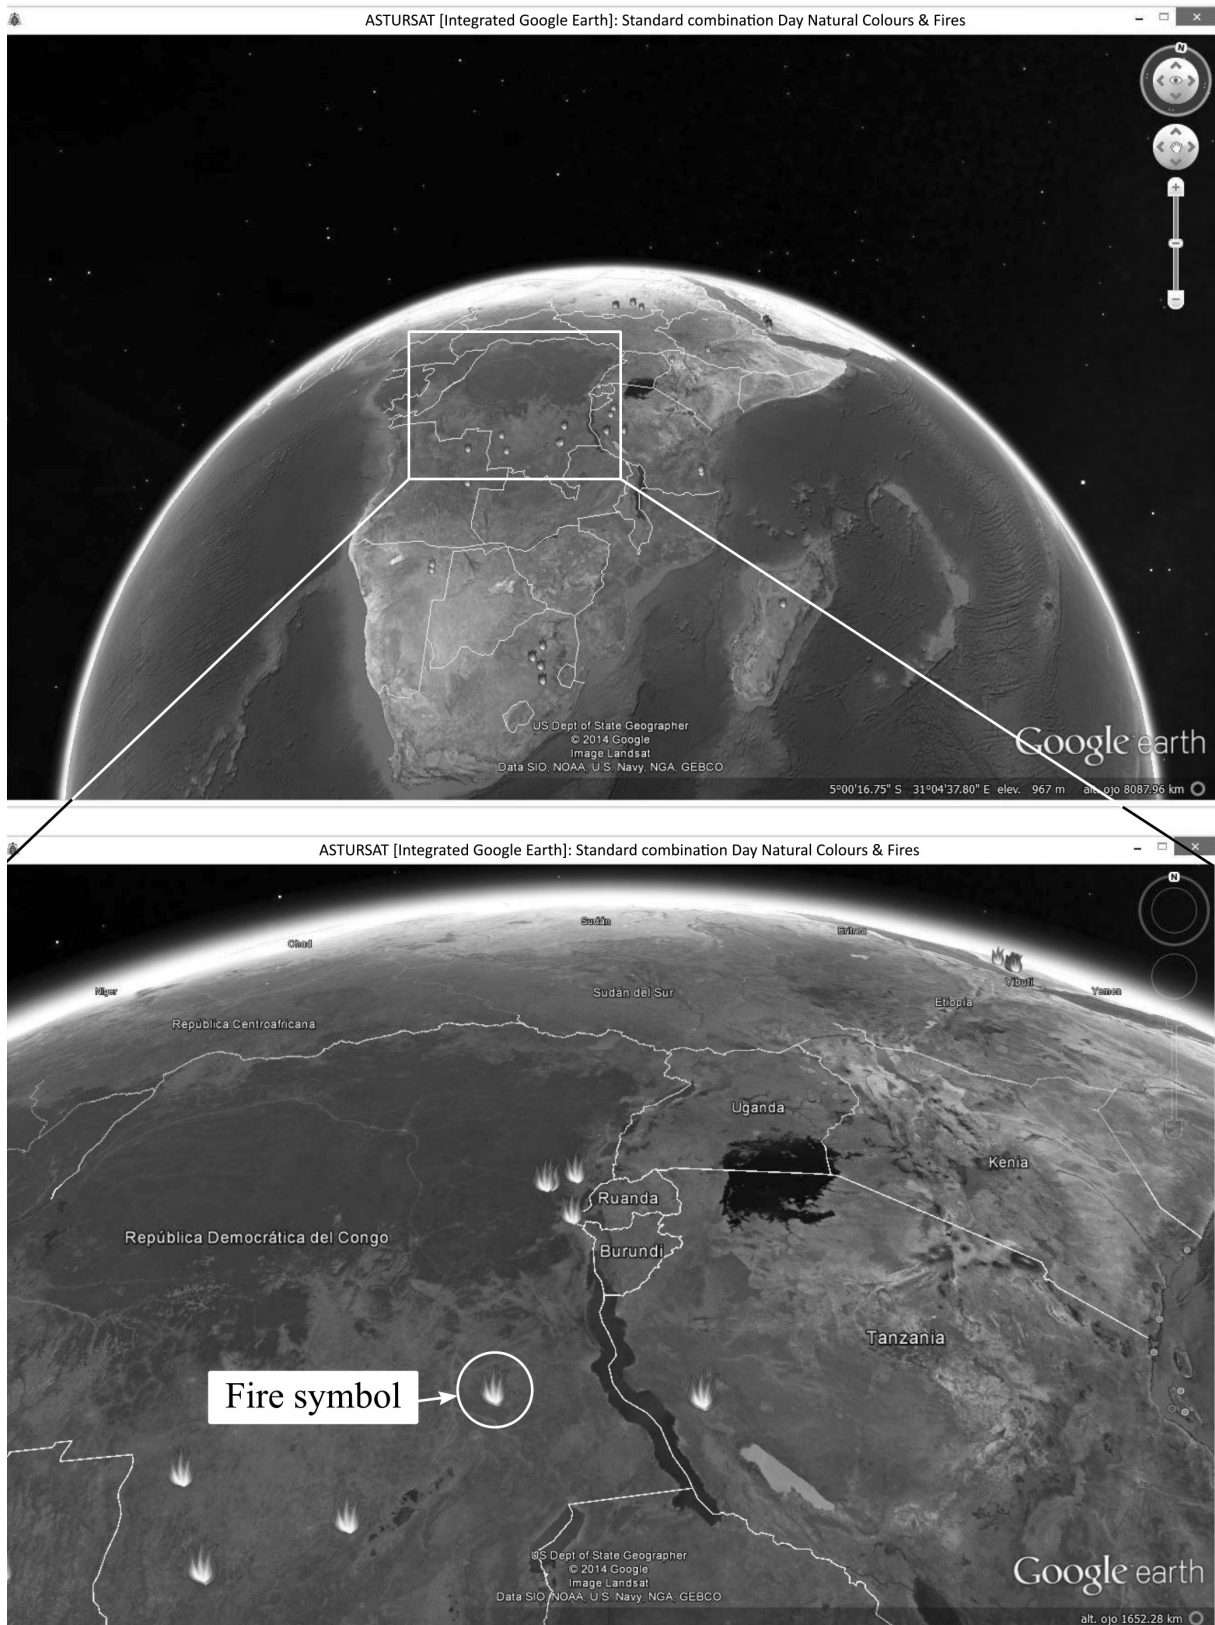 ASTURSAT [Integrated Google Earth]: Standard combination Day Natural Colours & Fires
N
US Dept of State Geographer
© 2014 Google
Image Landsat
Data SIO, NOAA, U.S. Navy, NGA, GEBCO
Google earth
5º00'16.75" S 31º04'37.80" E elev. 967 m alt. ojo 8087.96 km
ASTURSAT [Integrated Google Earth]: Standard combination Day Natural Colours & Fires
N
Sudán
Eritrea
Chad
Yibuti
Níger
Sudán del Sur
Yemen
Etiopía
República Centroafricana
Uganda
Kenia
Ruanda
República Democrática del Congo
Burundi
Tanzania
Fire symbol
US Dept of State Geographer
© 2014 Google
Image Landsat
Data SIO, NOAA, U.S. Navy, NGA, GEBCO
Google earth
alt. ojo 1652.28 km